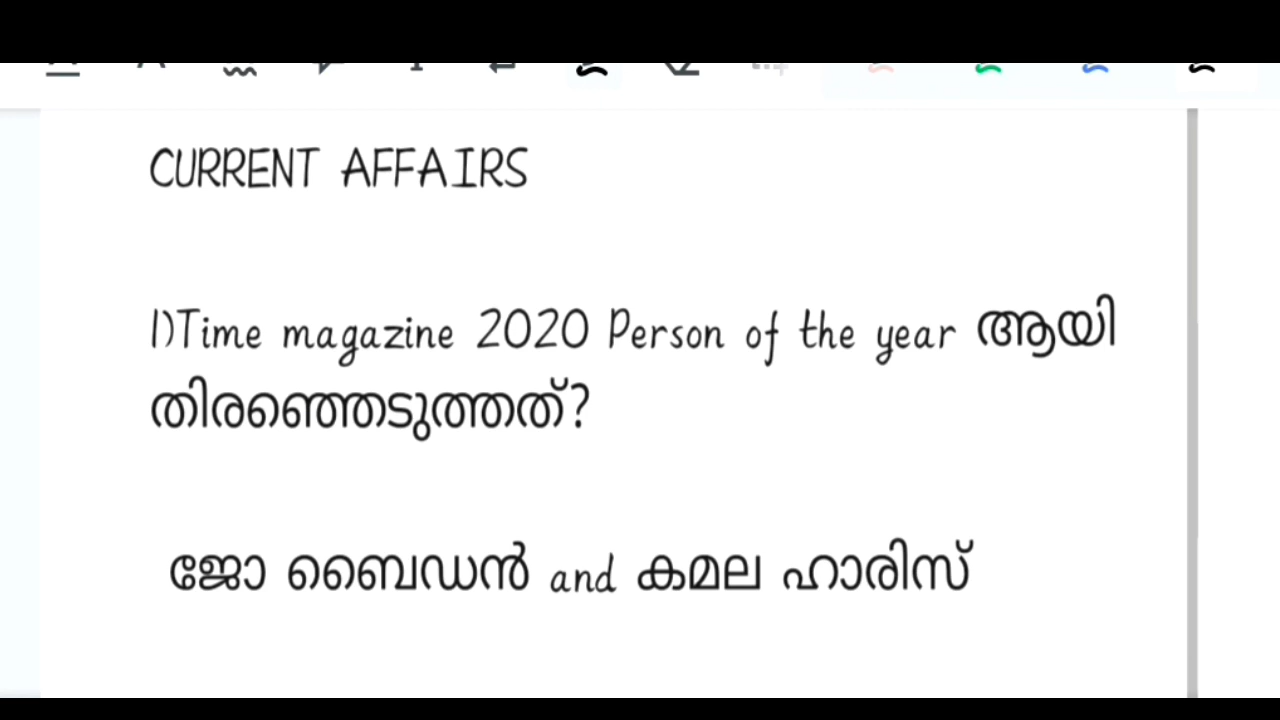 CURRENT AFFAIRS
1)Time magazine 2020 Person of the year ആയി
തിരഞ്ഞെടുത്തത്?
ജോ ബൈഡൻ and കമല ഹാരിസ്